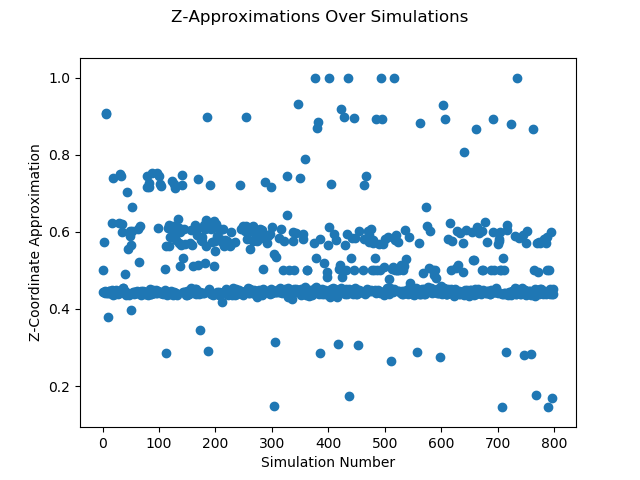 Z-Approximations Over Simulations
1.0
0.8
0.6
0.4
0.2
Z-Coordinate Approximation
0 100 200 300 400 500 600 700 800
Simulation Number